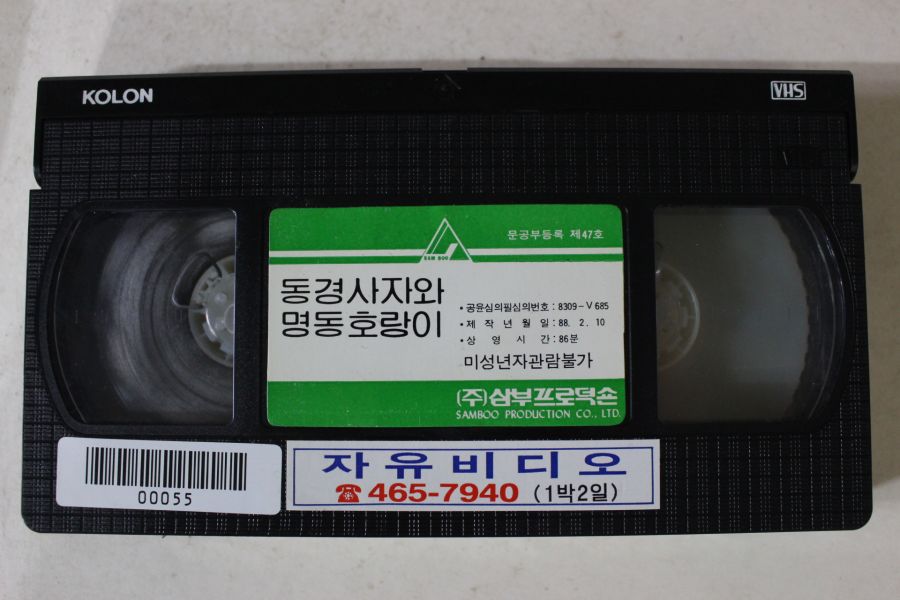 KOLON
VHS
SAM BOO
문공부등록 제47호
동경사자와
명동호랑이
• 공윤심의필심의번호 : 8309-V685
• 제 작 년 월 일 : 88. 2. 10
• 상 영 시 간 : 86분
미성년자관람불가
(주)삼부프로덕숀
SAMBOO PRODUCTION CO., LTD.
00055
자유비디오
☎465-7940 (1박2일)